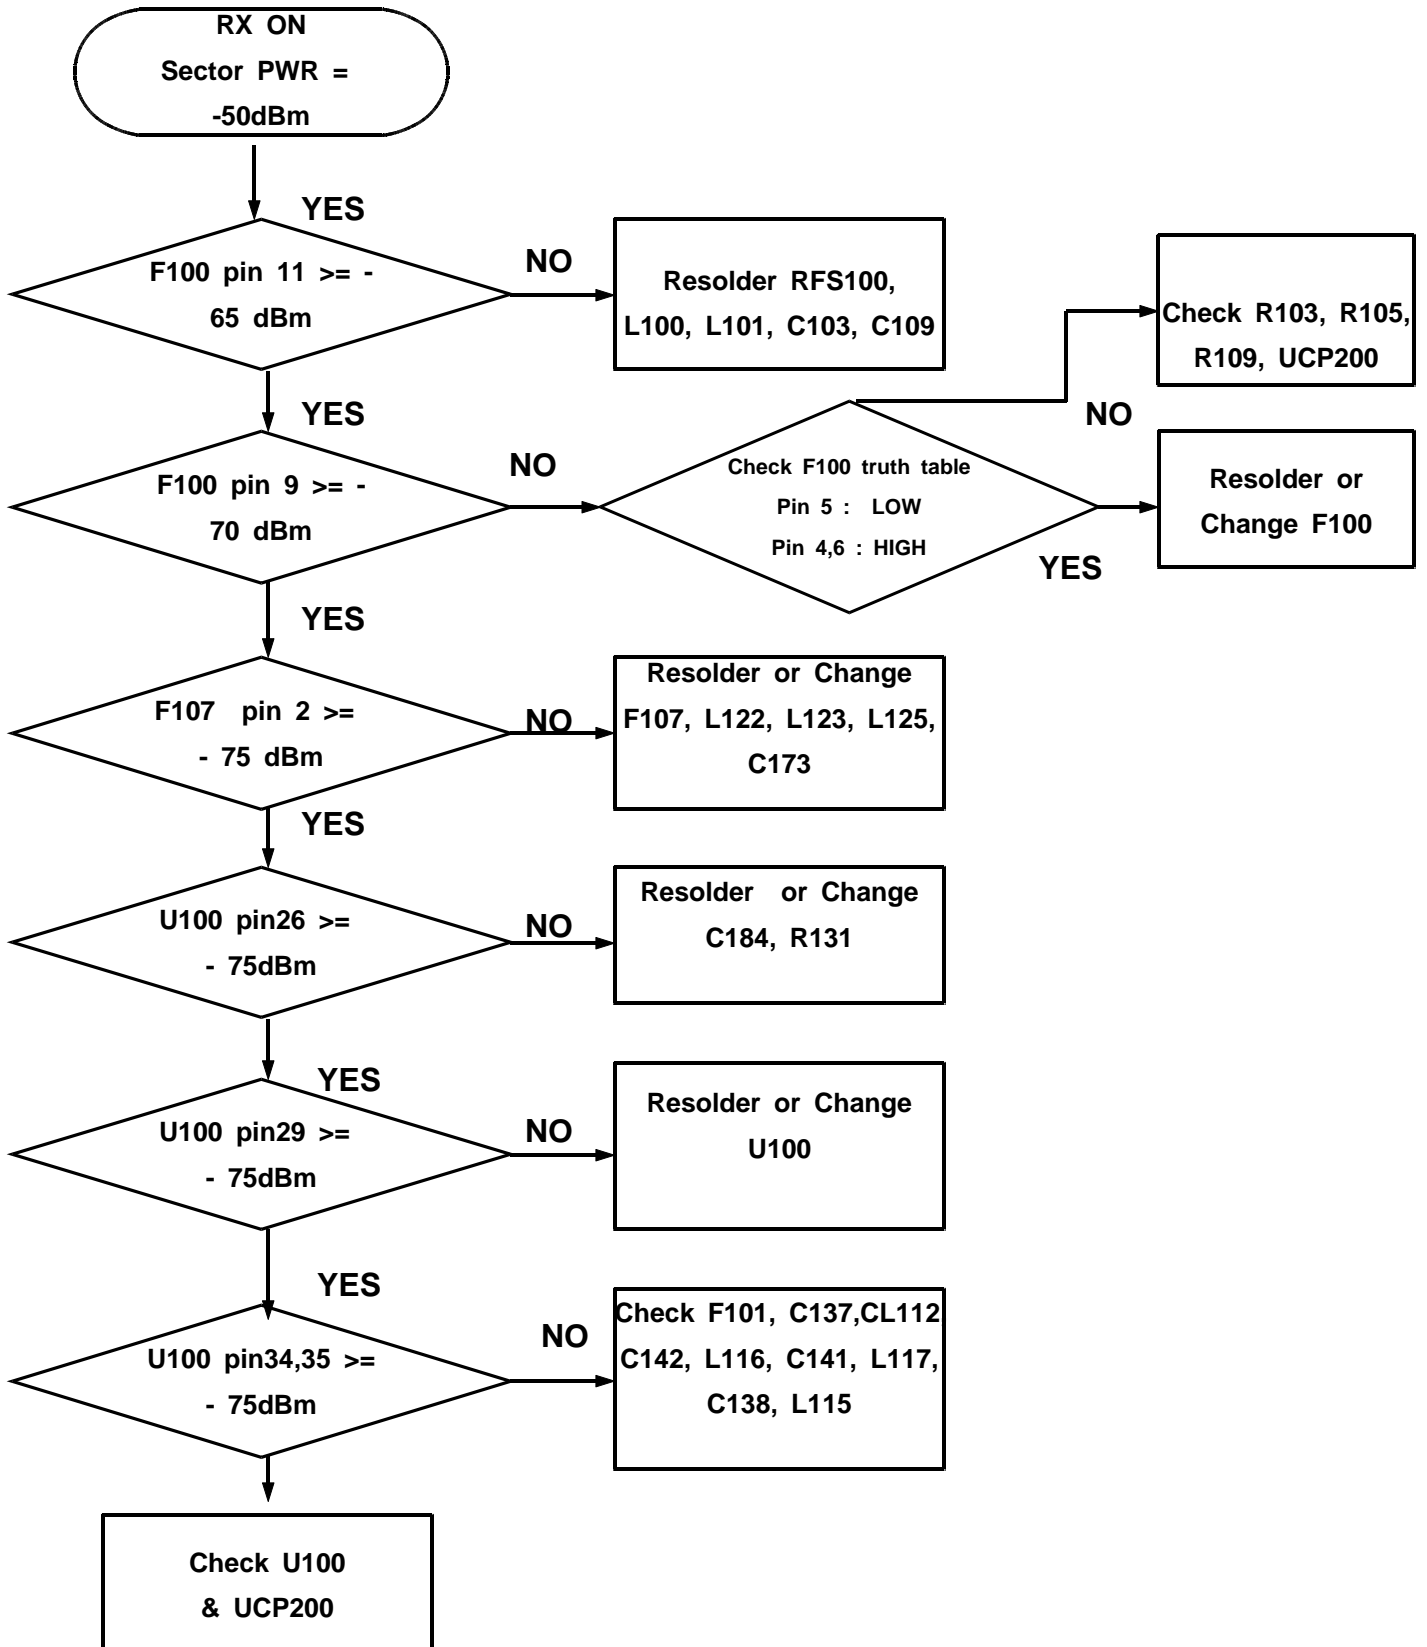 RX ON
Sector PWR =
-50dBm
YES
F100 pin 11 >= -
65 dBm
NO
Resolder RFS100,
L100, L101, C103, C109
Check R103, R105,
R109, UCP200
YES
F100 pin 9 >= -
70 dBm
NO
Check F100 truth table
Pin 5 : LOW
Pin 4,6 : HIGH
NO
YES
Resolder or
Change F100
YES
F107 pin 2 >=
- 75 dBm
NO
Resolder or Change
F107, L122, L123, L125,
C173
YES
U100 pin26 >=
- 75dBm
NO
Resolder or Change
C184, R131
YES
U100 pin29 >=
- 75dBm
NO
Resolder or Change
U100
YES
U100 pin34,35 >=
- 75dBm
NO
Check F101, C137,CL112
C142, L116, C141, L117,
C138, L115
Check U100
& UCP200